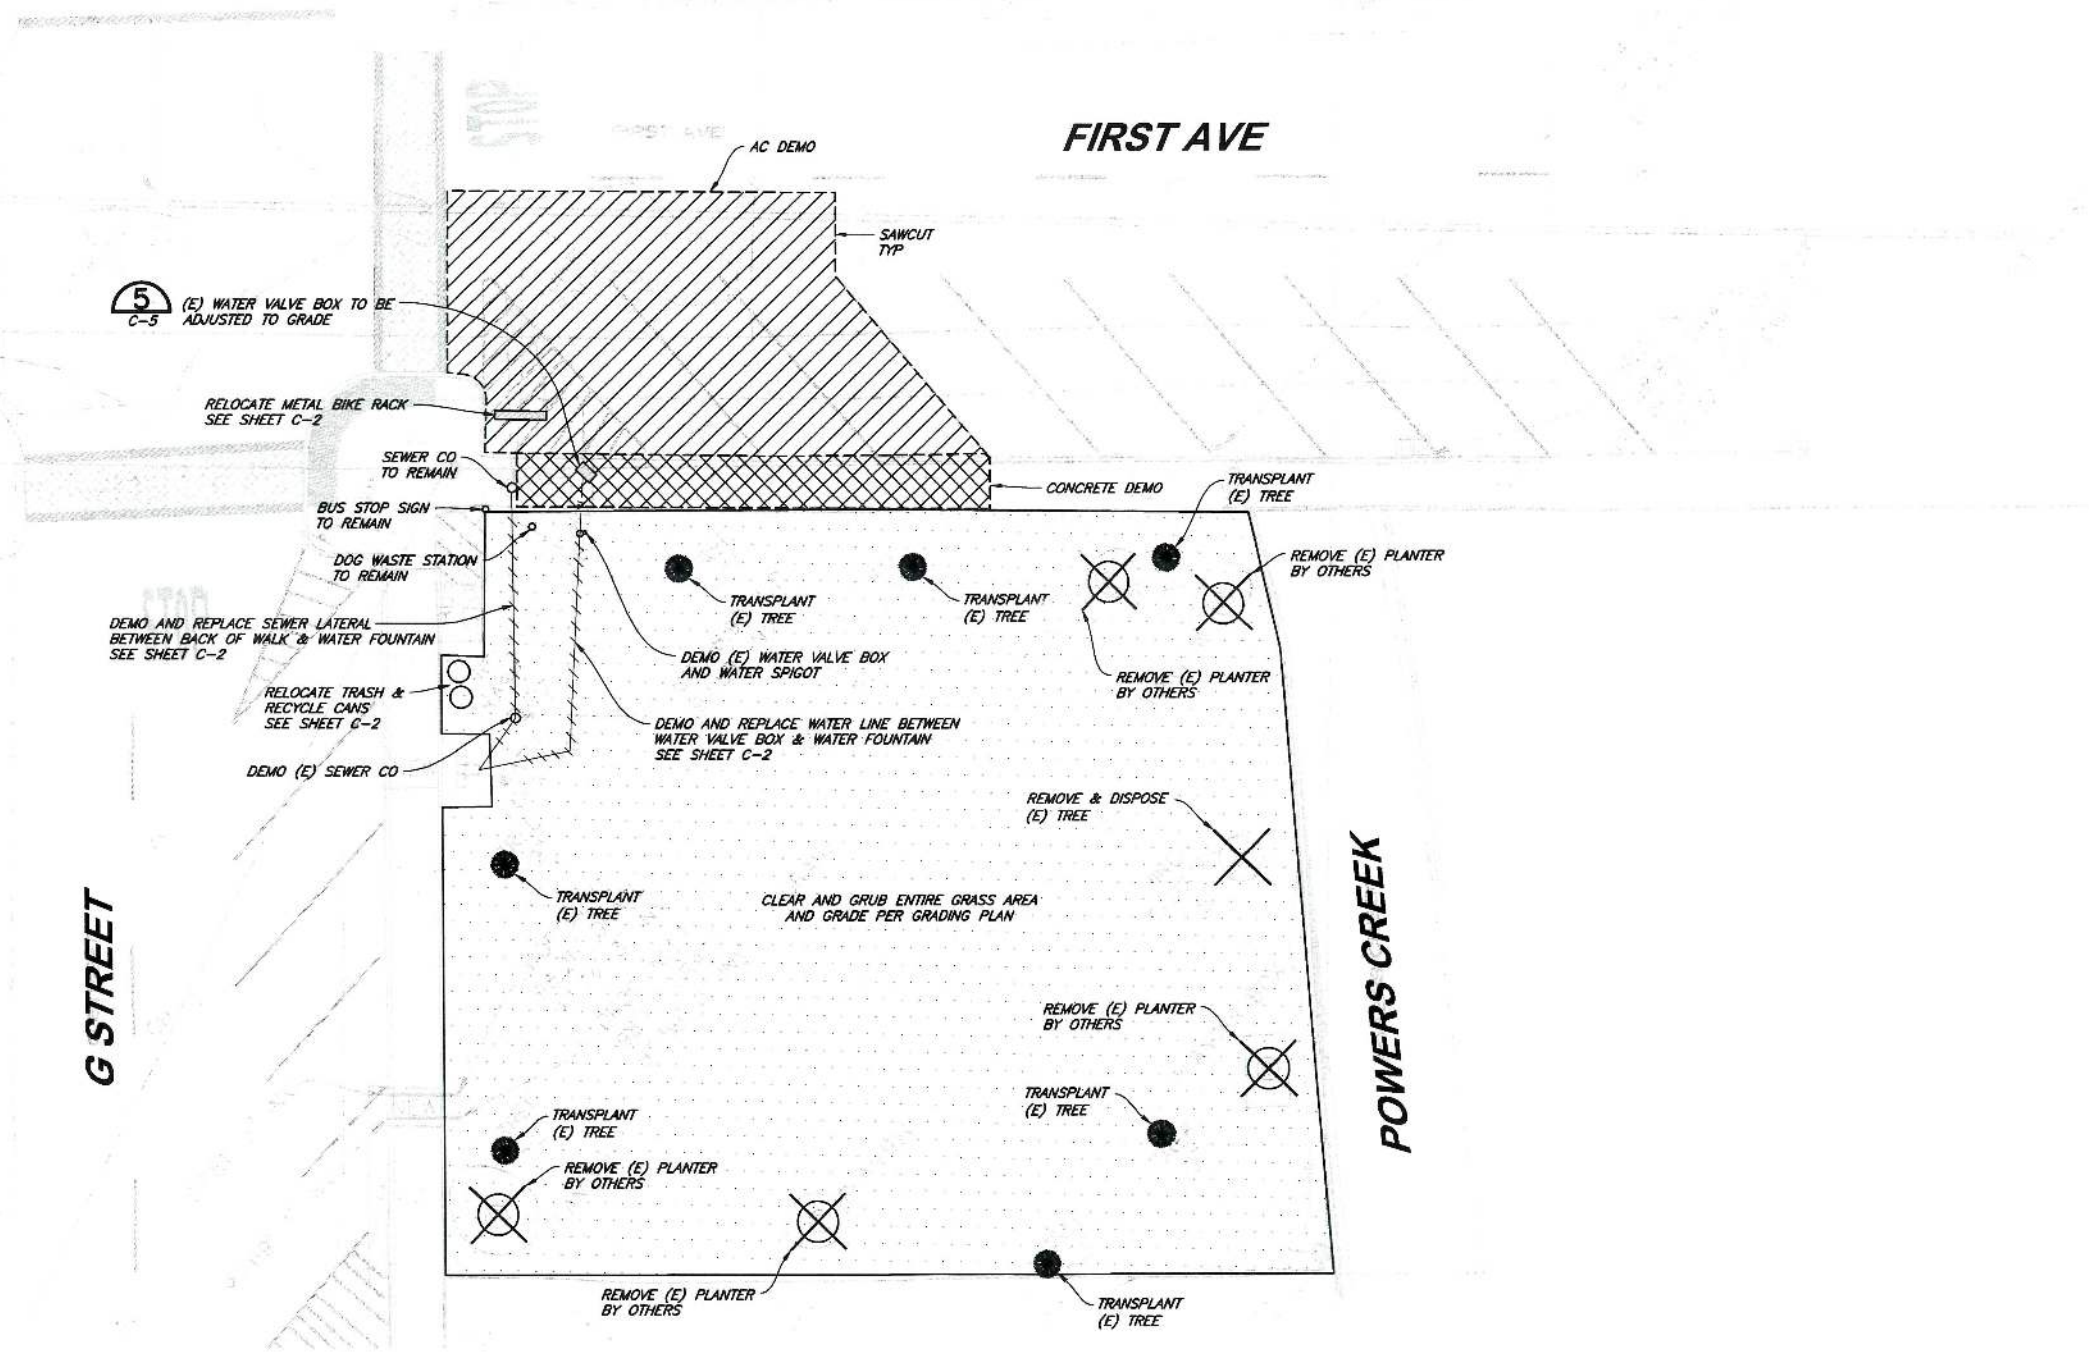 STOP
FIRST AVE
FIRST AVE
AC DEMO
SAWCUT
TYP
5
C-5
(E) WATER VALVE BOX TO BE
ADJUSTED TO GRADE
RELOCATE METAL BIKE RACK
SEE SHEET C-2
SEWER CO
TO REMAIN
CONCRETE DEMO
TRANSPLANT
(E) TREE
BUS STOP SIGN
TO REMAIN
DOG WASTE STATION
TO REMAIN
REMOVE (E) PLANTER
BY OTHERS
TRANSPLANT
(E) TREE
TRANSPLANT
(E) TREE
DEMO AND REPLACE SEWER LATERAL
BETWEEN BACK OF WALK & WATER FOUNTAIN
SEE SHEET C-2
DEMO (E) WATER VALVE BOX
AND WATER SPIGOT
REMOVE (E) PLANTER
BY OTHERS
RELOCATE TRASH &
RECYCLE CANS
SEE SHEET C-2
DEMO AND REPLACE WATER LINE BETWEEN
WATER VALVE BOX & WATER FOUNTAIN
SEE SHEET C-2
DEMO (E) SEWER CO
REMOVE & DISPOSE
(E) TREE
TRANSPLANT
(E) TREE
CLEAR AND GRUB ENTIRE GRASS AREA
AND GRADE PER GRADING PLAN
G STREET
POWERS CREEK
REMOVE (E) PLANTER
BY OTHERS
TRANSPLANT
(E) TREE
TRANSPLANT
(E) TREE
REMOVE (E) PLANTER
BY OTHERS
REMOVE (E) PLANTER
BY OTHERS
TRANSPLANT
(E) TREE